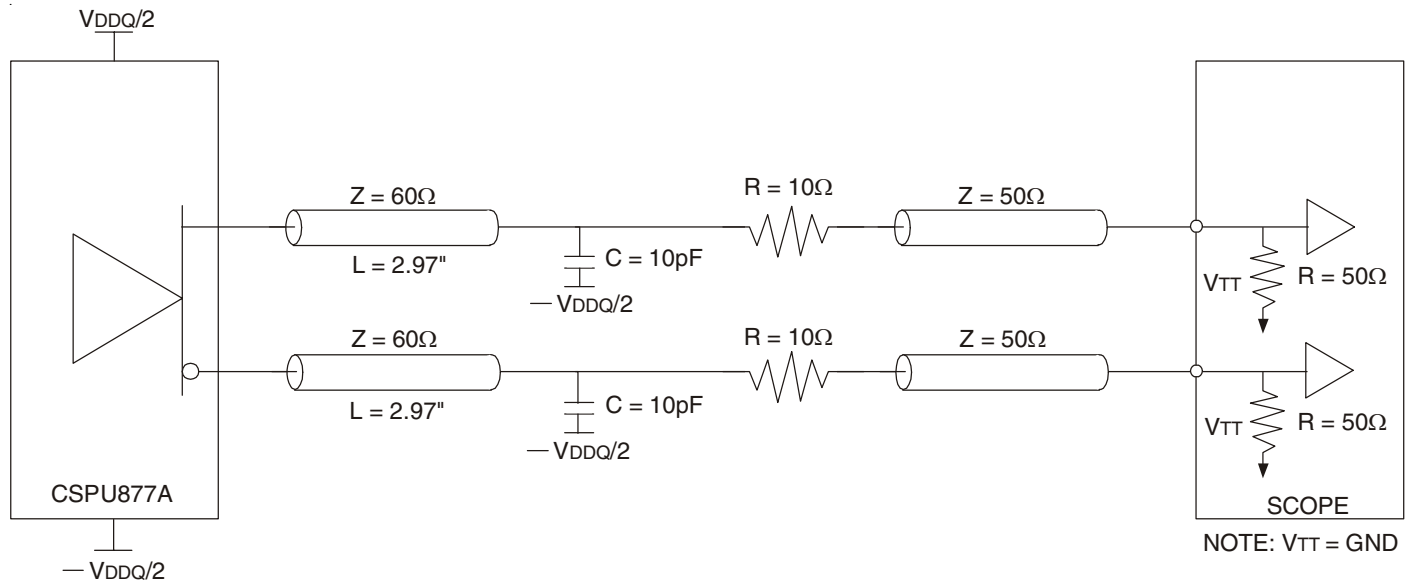 VDDQ/2
Z = 60Ω
R = 10Ω
Z = 50Ω
L = 2.97"
C = 10pF
— VDDQ/2
VTT
R = 50Ω
Z = 60Ω
R = 10Ω
Z = 50Ω
L = 2.97"
C = 10pF
— VDDQ/2
VTT
R = 50Ω
CSPU877A
SCOPE
— VDDQ/2
NOTE: VTT = GND